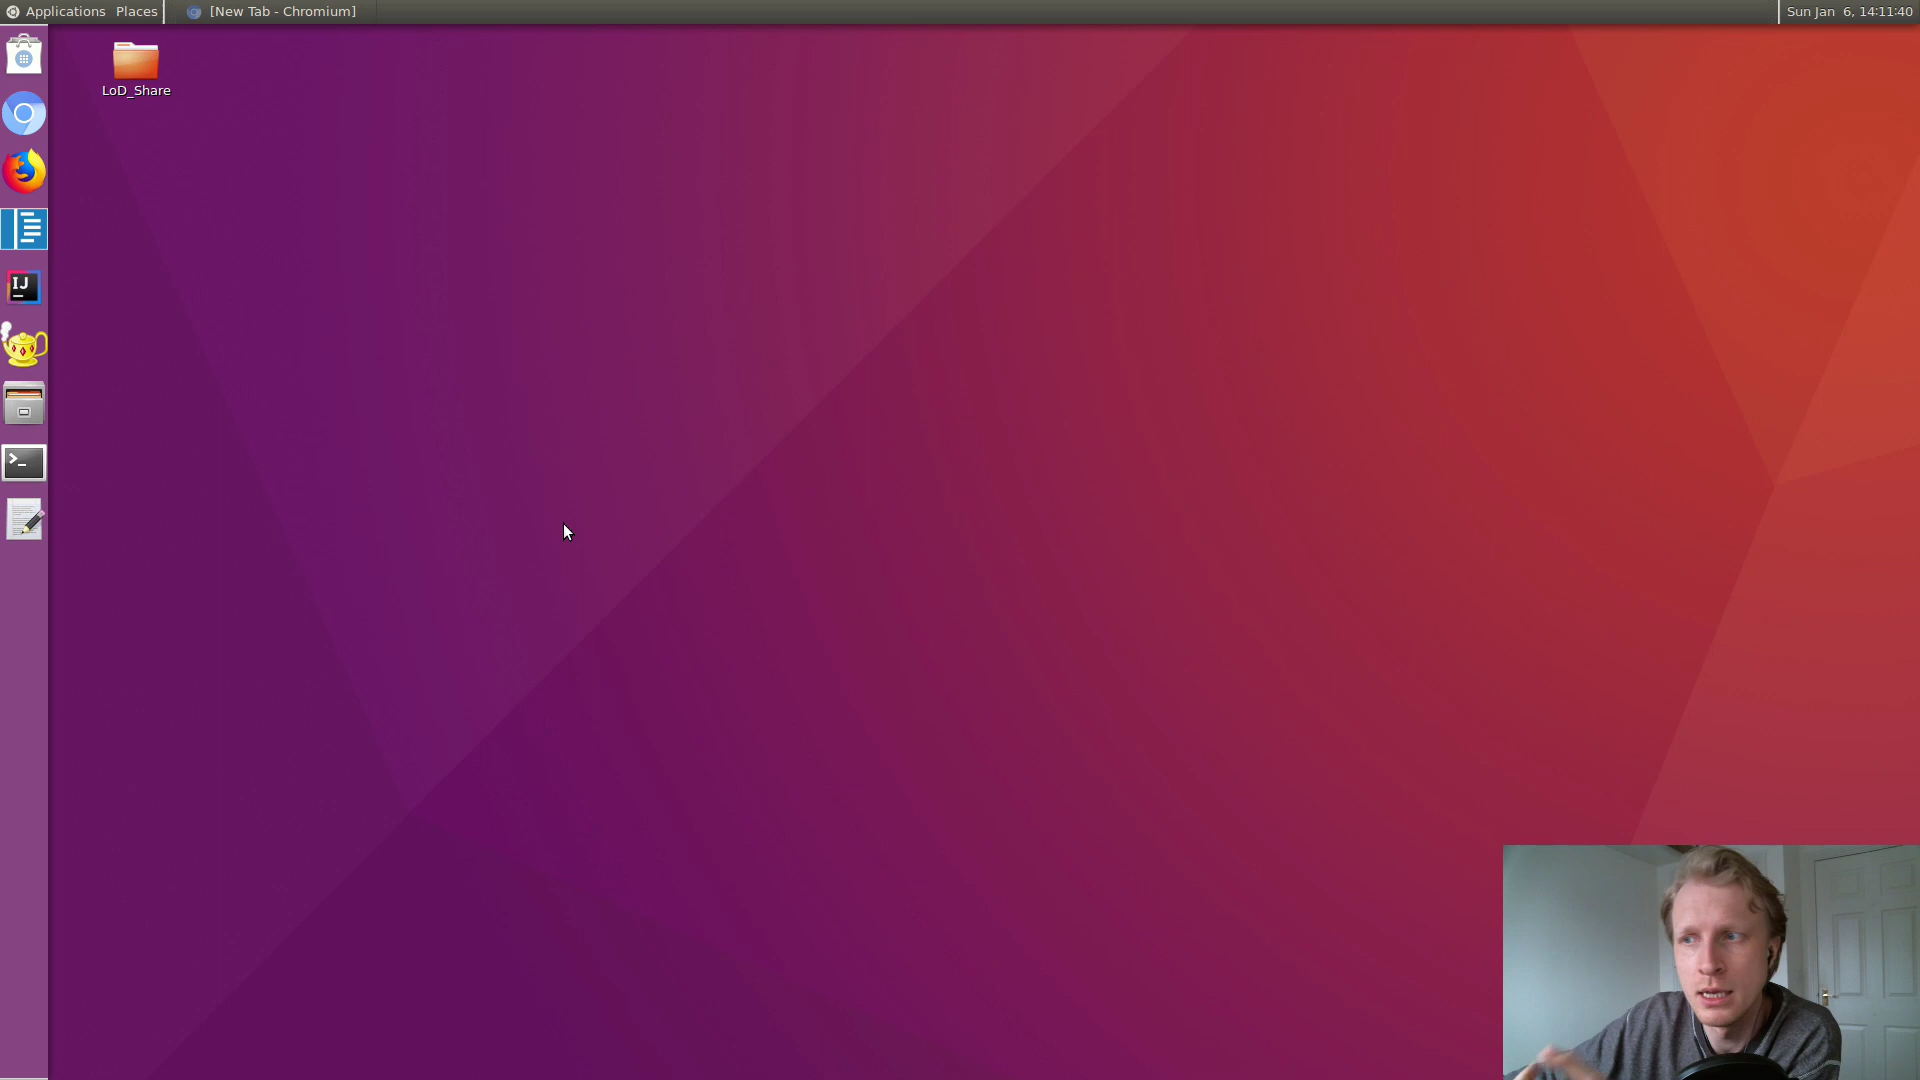 Applications Places [New Tab - Chromium] Sun Jan 6, 14:11:40
LoD_Share
IJ